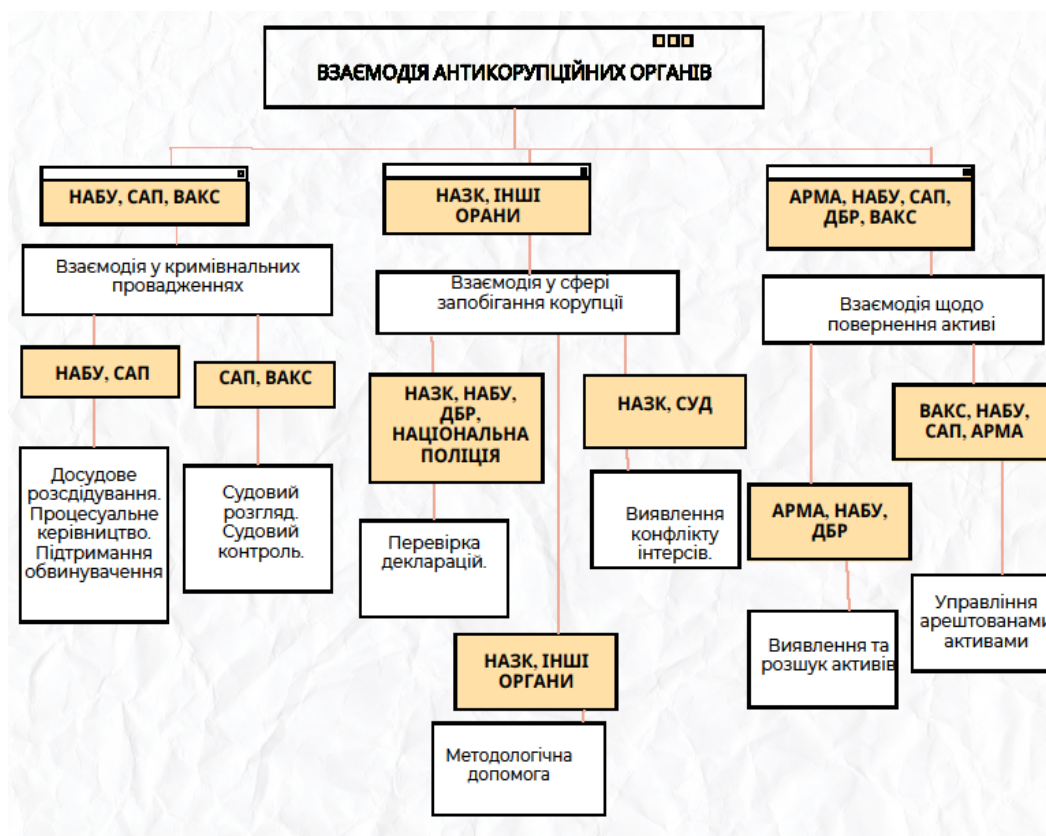 ВЗАЄМОДІЯ АНТИКОРУПЦІЙНИХ ОРГАНІВ
НАБУ, САП, ВАКС
Взаємодія у кримівнальних
провадженнях
НАБУ, САП
Досудове
розсдідування.
Процесуальне
керівництво.
Підтримання
обвинувачення
САП, ВАКС
Судовий
розгляд.
Судовий
контроль.
НАЗК, ІНШІ
ОРАНИ
Взаємодія у сфері
запобігання корупції
НАЗК, НАБУ,
ДБР,
НАЦІОНАЛЬНА
ПОЛІЦІЯ
Перевірка
декларацій.
НАЗК, ІНШІ
ОРГАНИ
Методологічна
допомога
НАЗК, СУД
Виявлення
конфлікту
інтерсів.
АРМА, НАБУ, САП,
ДБР, ВАКС
Взаємодія щодо
повернення активі
АРМА, НАБУ,
ДБР
Виявлення та
розшук активів
ВАКС, НАБУ,
САП, АРМА
Управління
арештованами
активами